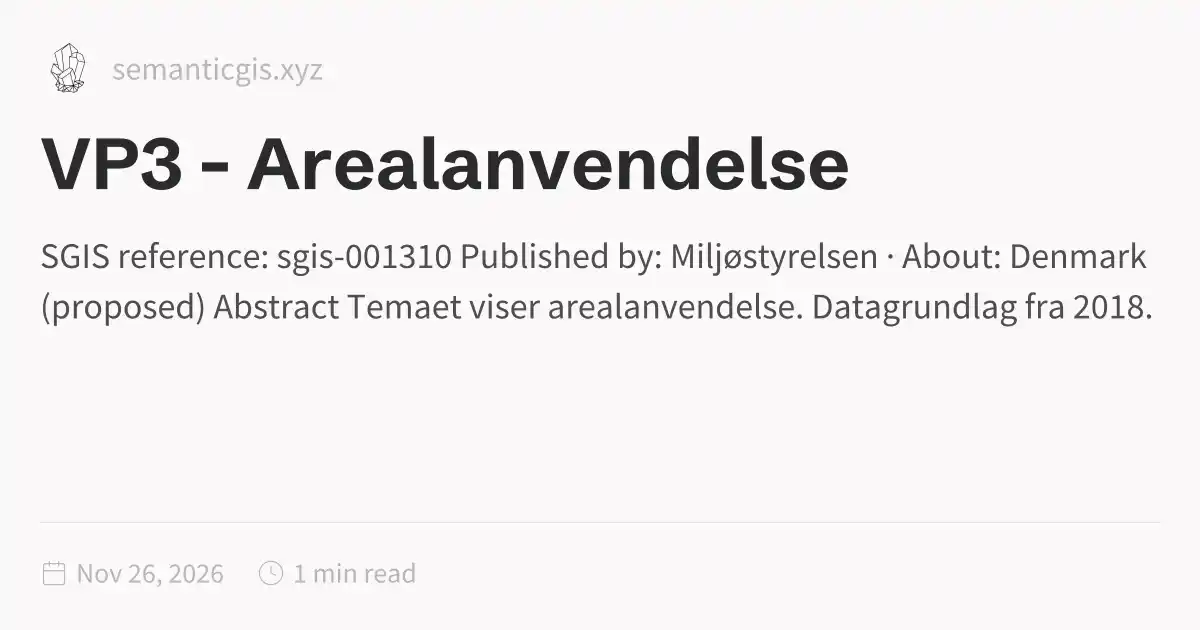 semanticgis.xyz
VP3 - Arealanvendelse
SGIS reference: sgis-001310 Published by: Miljøstyrelsen · About: Denmark
(proposed) Abstract Temaet viser arealanvendelse. Datagrundlag fra 2018.
Nov 26, 2026 1 min read